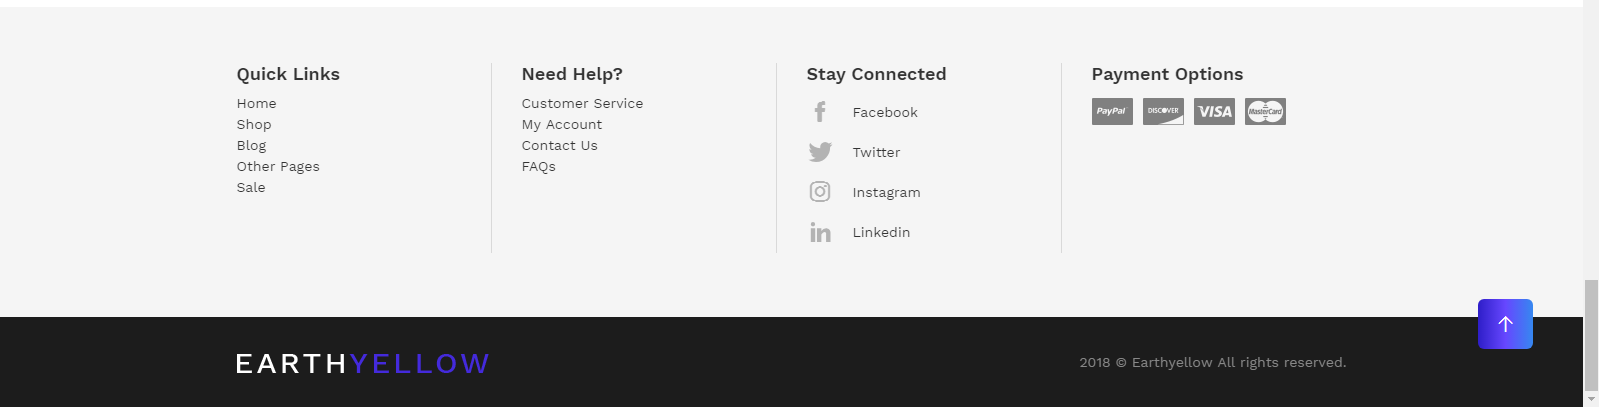 Quick Links
Home
Shop
Blog
Other Pages
Sale
Need Help?
Customer Service
My Account
Contact Us
FAQs
Stay Connected
Facebook
Twitter
Instagram
Linkedin
Payment Options
PayPal
DISCOVER
VISA
MasterCard
EARTHYELLOW
2018 © Earthyellow All rights reserved.